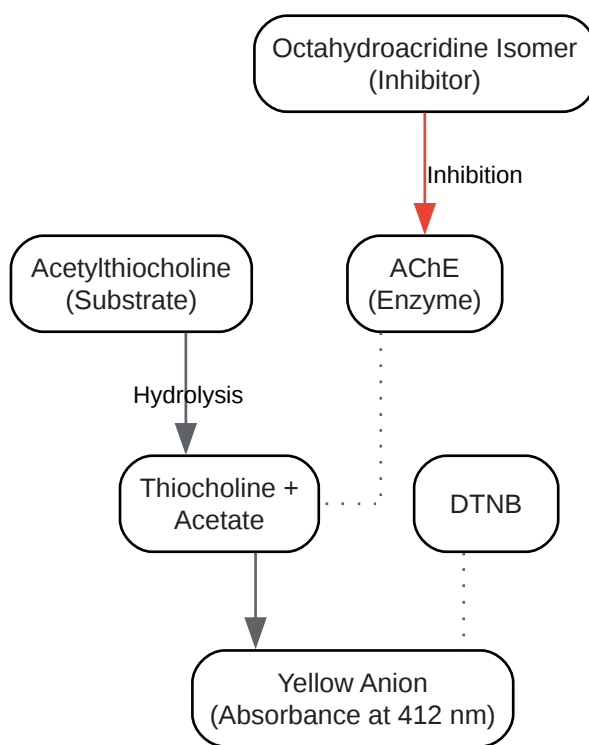 Octahydroacridine Isomer
(Inhibitor)
Inhibition
Acetylthiocholine
(Substrate)
AChE
(Enzyme)
Hydrolysis
Thiocholine +
Acetate
DTNB
Yellow Anion
(Absorbance at 412 nm)